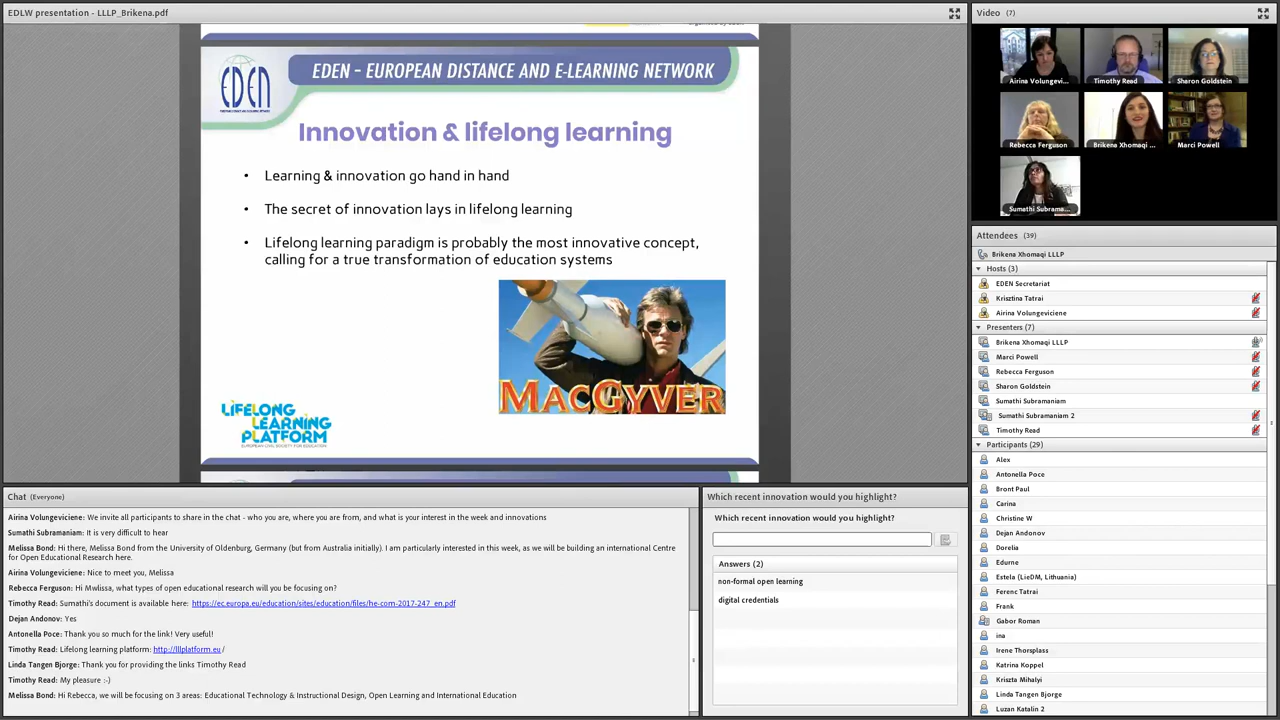 EDLW presentation - LLLP_Brikena.pdf
EDEN
EDEN - EUROPEAN DISTANCE AND E-LEARNING NETWORK
Innovation & lifelong learning
• Learning & innovation go hand in hand
• The secret of innovation lays in lifelong learning
• Lifelong learning paradigm is probably the most innovative concept,
calling for a true transformation of education systems
MACGYVER
LIFELONG
LEARNING
PLATFORM
EUROPEAN CIVIL SOCIETY FOR EDUCATION
Video (7)
Airina Volungevi...
Timothy Read
Sharon Goldstein
Rebecca Ferguson
Brikena Xhomaqi ...
Marci Powell
Sumathi Subrama...
Attendees (39)
Brikena Xhomaqi LLLP
Hosts (3)
EDEN Secretariat
Krisztina Tatrai
Airina Volungeviciene
Presenters (7)
Brikena Xhomaqi LLLP
Marci Powell
Rebecca Ferguson
Sharon Goldstein
Sumathi Subramaniam
Sumathi Subramaniam 2
Timothy Read
Participants (29)
Alex
Antonella Poce
Bront Paul
Carina
Christine W
Dejan Andonov
Dorelia
Edurne
Estela (LieDM, Lithuania)
Ferenc Tatrai
Frank
Gabor Roman
ina
Irene Thorsplass
Katrina Koppel
Kriszta Mihalyi
Linda Tangen Bjorge
Luzan Katalin 2
Chat (Everyone)
Airina Volungeviciene: We invite all participants to share in the chat - who you are, where you are from, and what is your interest in the week and innovations
Sumathi Subramaniam: It is very difficult to hear
Melissa Bond: Hi there, Melissa Bond from the University of Oldenburg, Germany (but from Australia initially). I am particularly interested in this week, as we will be building an international Centre
for Open Educational Research here.
Airina Volungeviciene: Nice to meet you, Melissa
Rebecca Ferguson: Hi Mwlissa, what types of open educational research will you be focusing on?
Timothy Read: Sumathi's document is available here: https://ec.europa.eu/education/sites/education/files/he-com-2017-247_en.pdf
Dejan Andonov: Yes
Antonella Poce: Thank you so much for the link! Very useful!
Timothy Read: Lifelong learning platform: http://lllplatform.eu /
Linda Tangen Bjorge: Thank you for providing the links Timothy Read
Timothy Read: My pleasure :-)
Melissa Bond: Hi Rebecca, we will be focusing on 3 areas: Educational Technology & Instructional Design, Open Learning and International Education
Which recent innovation would you highlight?
Which recent innovation would you highlight?
Answers (2)
non-formal open learning
digital credentials